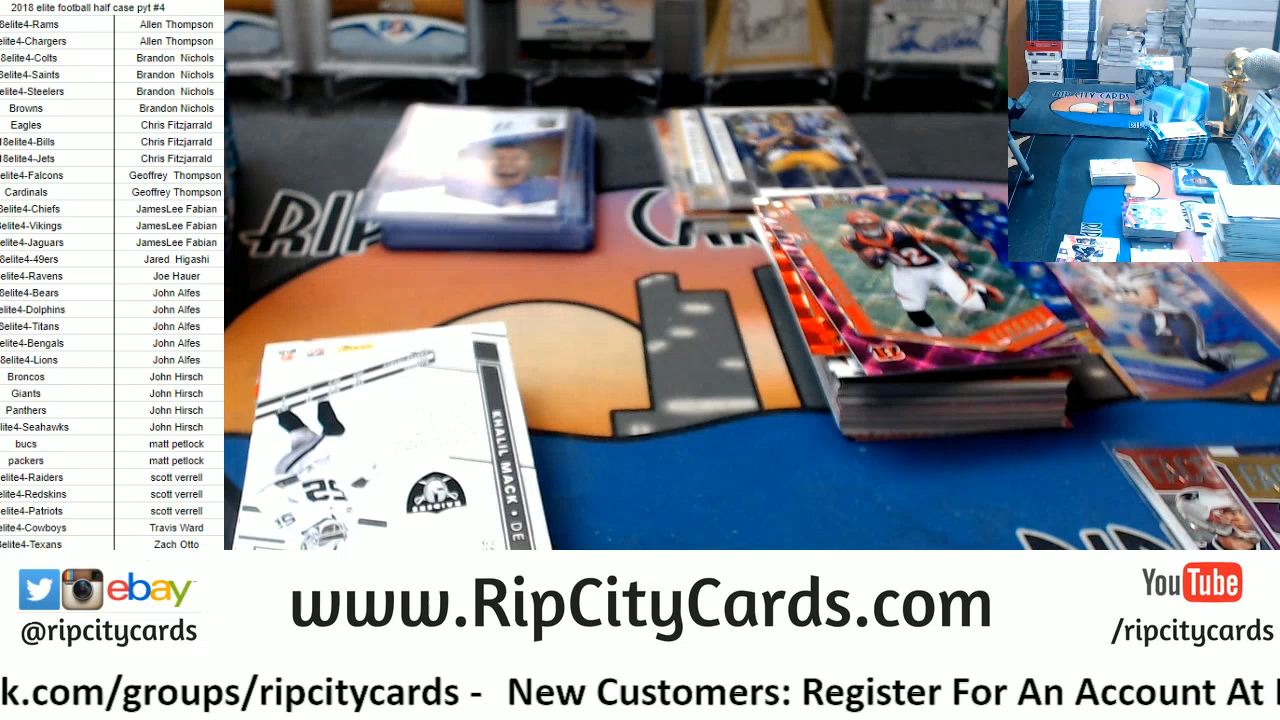 2018 elite football half case pyt #4
8elite4-Rams Allen Thompson
elite4-Chargers Allen Thompson
8elite4-Colts Brandon Nichols
8elite4-Saints Brandon Nichols
elite4-Steelers Brandon Nichols
Browns Brandon Nichols
Eagles Chris Fitzjarrald
18elite4-Bills Chris Fitzjarrald
18elite4-Jets Chris Fitzjarrald
elite4-Falcons Geoffrey Thompson
Cardinals Geoffrey Thompson
8elite4-Chiefs JamesLee Fabian
elite4-Vikings JamesLee Fabian
elite4-Jaguars JamesLee Fabian
8elite4-49ers Jared Higashi
elite4-Ravens Joe Hauer
8elite4-Bears John Alfes
elite4-Dolphins John Alfes
8elite4-Titans John Alfes
elite4-Bengals John Alfes
8elite4-Lions John Alfes
Broncos John Hirsch
Giants John Hirsch
Panthers John Hirsch
lite4-Seahawks John Hirsch
bucs matt petlock
packers matt petlock
elite4-Raiders scott verrell
elite4-Redskins scott verrell
elite4-Patriots scott verrell
elite4-Cowboys Travis Ward
8elite4-Texans Zach Otto
RIP
KHALIL MACK • DE
ebay
@ripcitycards
www.RipCityCards.com
YouTube
/ripcitycards
k.com/groups/ripcitycards - New Customers: Register For An Account At